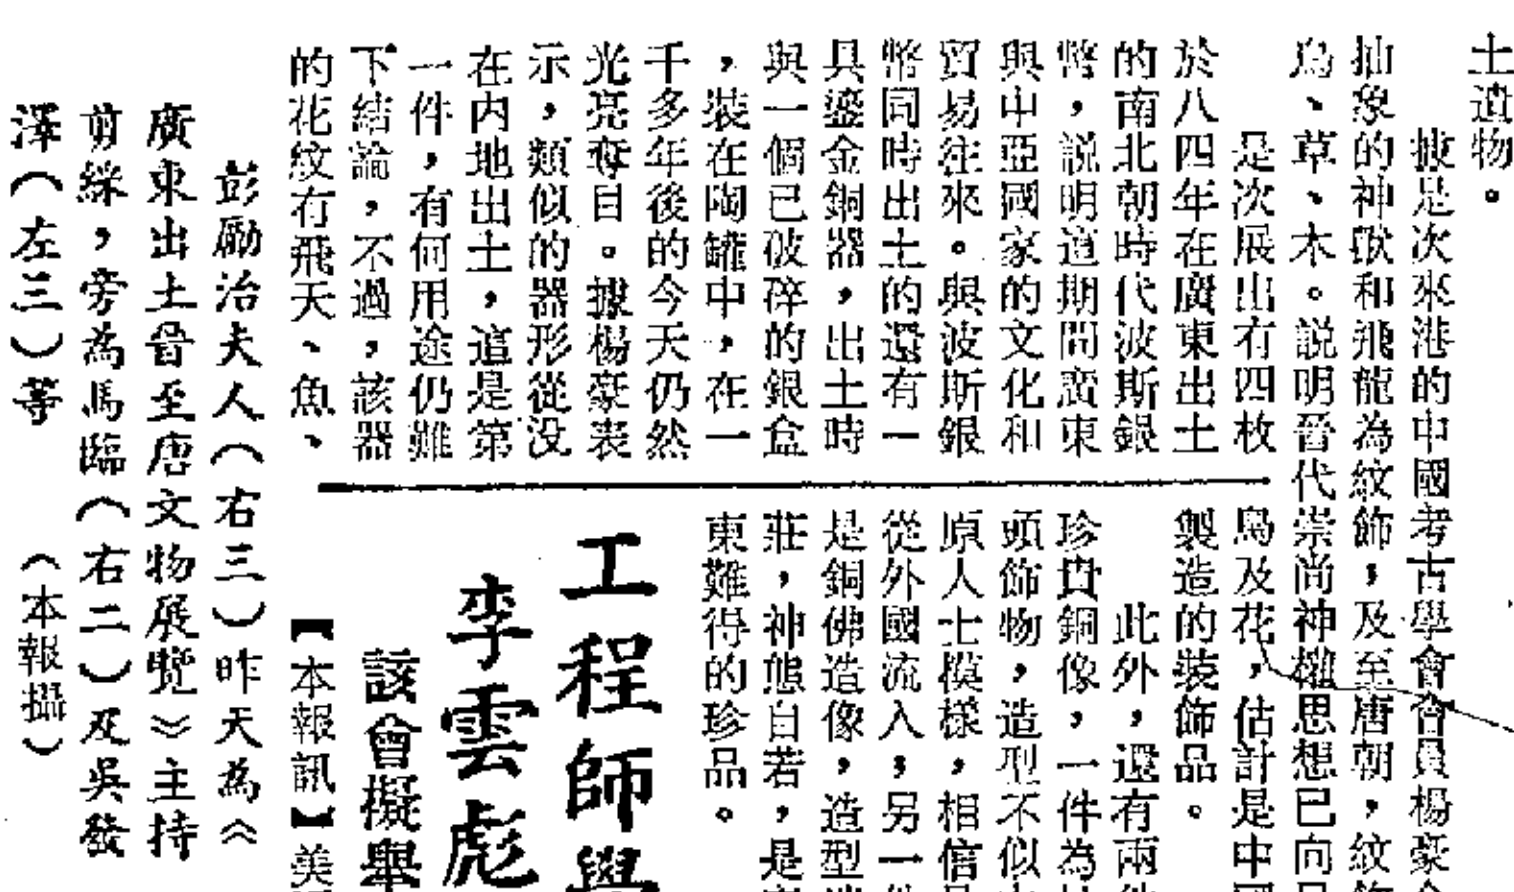 土遺物。
據是次來港的中國考古學會會員楊豪
抽象的神獸和飛龍為紋飾，及至唐朝，紋
鳥、草、木。説明晉代崇尚神權思想已向
是次展出有四枚
於八四年在廣東出土
的南北朝時代波斯銀
幣，説明這期間廣東
與中亞國家的文化和
貿易往來。與波斯銀
幣同時出土的還有一
具鎏金銅器，出土時
與一個已破碎的銀盒
，裝在陶罐中，在一
千多年後的今天仍然
光亮奪目。據楊豪表
示，類似的器形從没
在内地出土，這是第
一件，有何用途仍難
下結論，不過，該器
的花紋有飛天、魚、
鳥及花，估計是中
製造的裝飾品。
此外，還有兩
珍貴銅像，一件為
頭飾物，造型不似
原人士模樣，相信
從外國流入；另一
是銅佛造像，造型
莊，神態自若，是
東難得的珍品。
工程師學
李雲彪
該會擬舉
【本報訊】美
彭勵治夫人（右三）昨天為《
廣東出土晉至唐文物展覽》主持
剪綵，旁為馬臨（右二）及吳發
澤（左三）等
（本報攝）